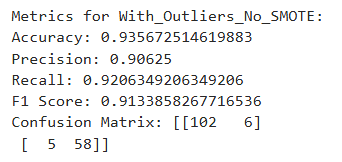 Metrics for With_Outliers_No_SMOTE:
Accuracy: 0.935672514619883
Precision: 0.90625
Recall: 0.9206349206349206
F1 Score: 0.9133858267716536
Confusion Matrix: [[102   6]
 [  5  58]]